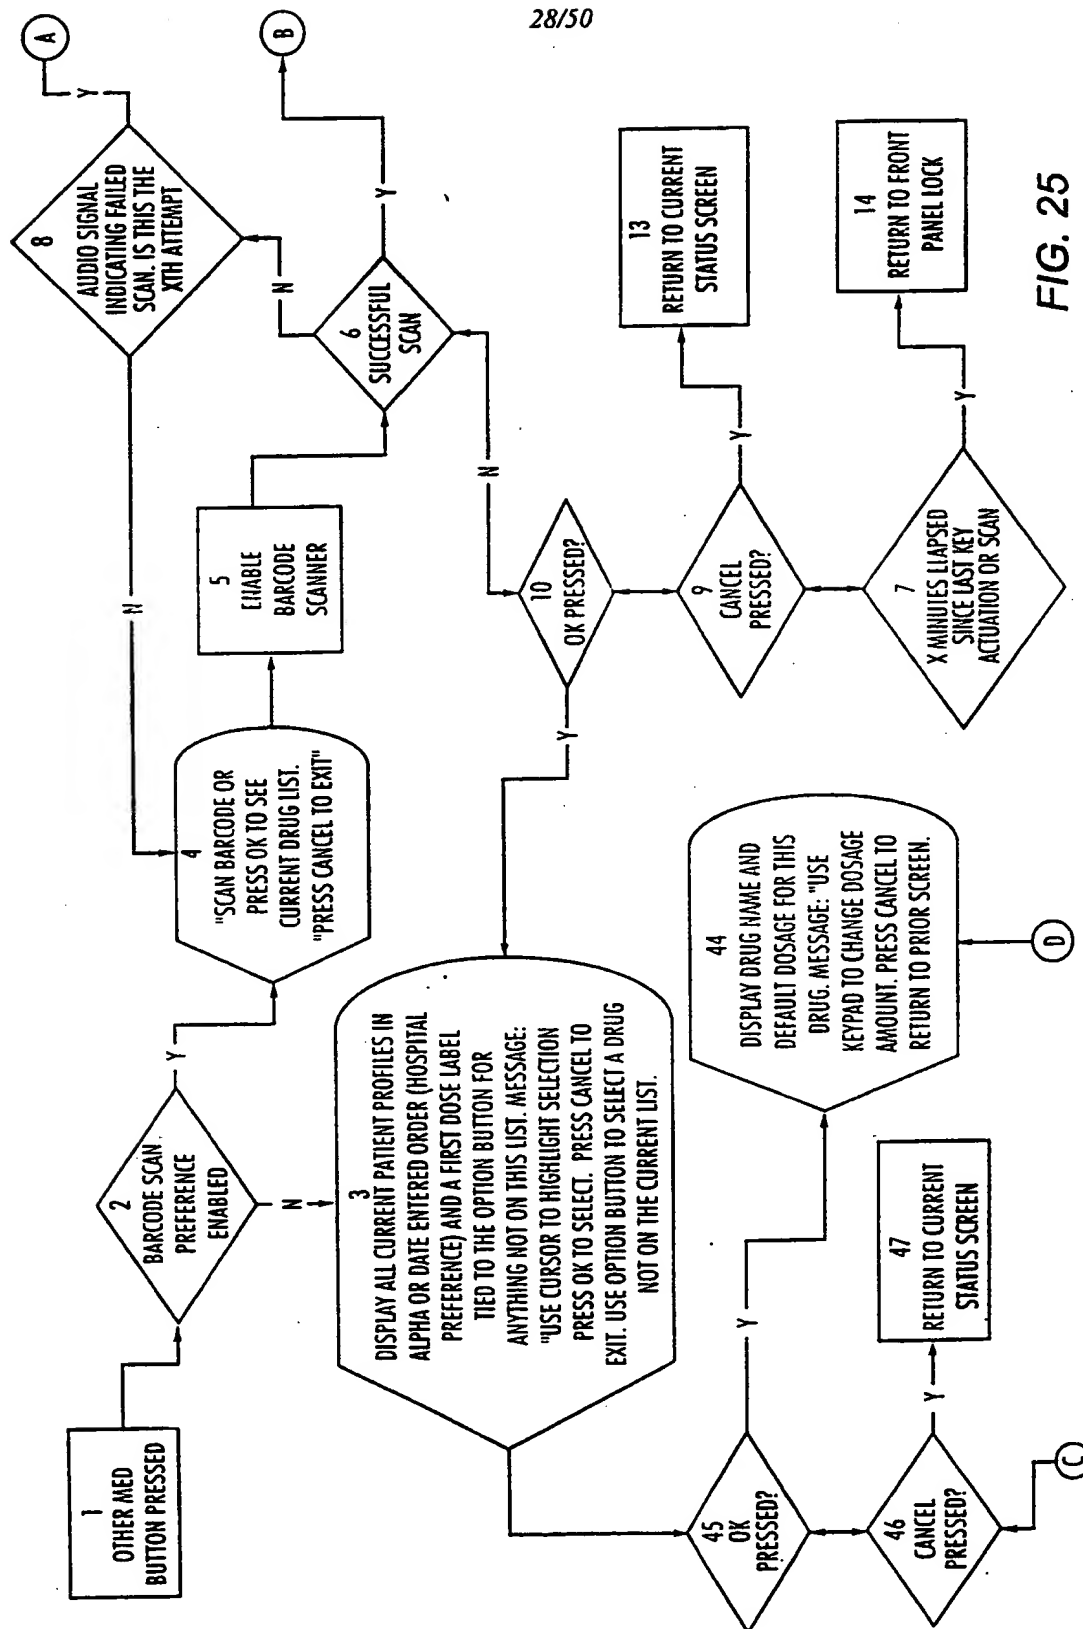 28/50
1
OTHER MED
BUTTON PRESSED
2
BARCODE SCAN
PREFERENCE
ENABLED
Y
N
3
DISPLAY ALL CURRENT PATIENT PROFILES IN
ALPHA OR DATE ENTERED ORDER (HOSPITAL
PREFERENCE) AND A FIRST DOSE LABEL
TIED TO THE OPTION BUTTON FOR
ANYTHING NOT ON THIS LIST. MESSAGE:
"USE CURSOR TO HIGHLIGHT SELECTION
PRESS OK TO SELECT. PRESS CANCEL TO
EXIT. USE OPTION BUTTON TO SELECT A DRUG
NOT ON THE CURRENT LIST.
4
"SCAN BARCODE OR
PRESS OK TO SEE
CURRENT DRUG LIST.
"PRESS CANCEL TO EXIT"
5
ENABLE
BARCODE
SCANNER
6
SUCCESSFUL
SCAN
Y
B
N
8
AUDIO SIGNAL
INDICATING FAILED
SCAN. IS THIS THE
XTH ATTEMPT
Y
A
N
N
10
OK PRESSED?
Y
9
CANCEL
PRESSED?
Y
13
RETURN TO CURRENT
STATUS SCREEN
7
X MINUTES ELAPSED
SINCE LAST KEY
ACTUATION OR SCAN
Y
14
RETURN TO FRONT
PANEL LOCK
45
OK
PRESSED?
Y
44
DISPLAY DRUG NAME AND
DEFAULT DOSAGE FOR THIS
DRUG. MESSAGE: "USE
KEYPAD TO CHANGE DOSAGE
AMOUNT. PRESS CANCEL TO
RETURN TO PRIOR SCREEN.
D
46
CANCEL
PRESSED?
Y
47
RETURN TO CURRENT
STATUS SCREEN
C
FIG. 25